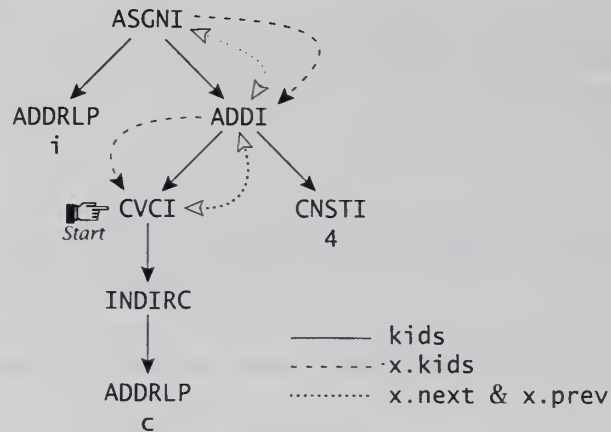 ASGNI
ADDRLP
i
ADDI
CVCI
Start
CNSTI
4
INDIRC
ADDRLP
c
kids
x.kids
x.next & x.prev